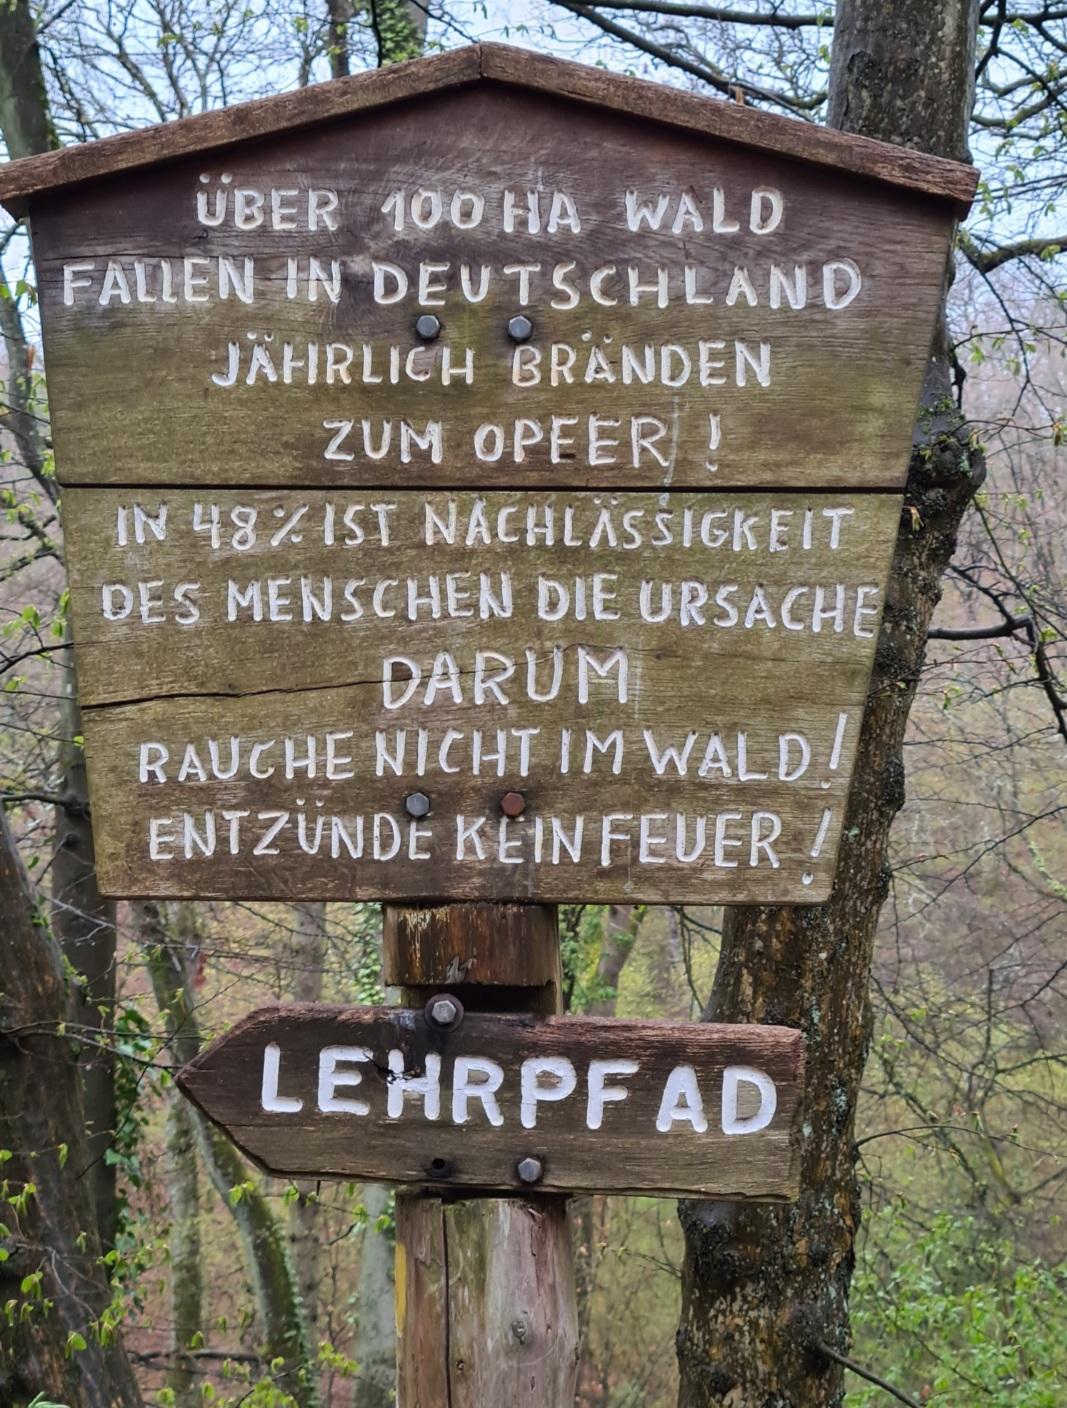 ÜBER 100 HA WALD
FALLEN IN DEUTSCHLAND
JÄHRLICH BRÄNDEN
ZUM OPEER !
IN 48 % IST NACHLÄSSIGKEIT
DES MENSCHEN DIE URSACHE
DARUM
RAUCHE NICHT IM WALD !
ENTZÜNDE KEIN FEUER !
LEHRPFAD